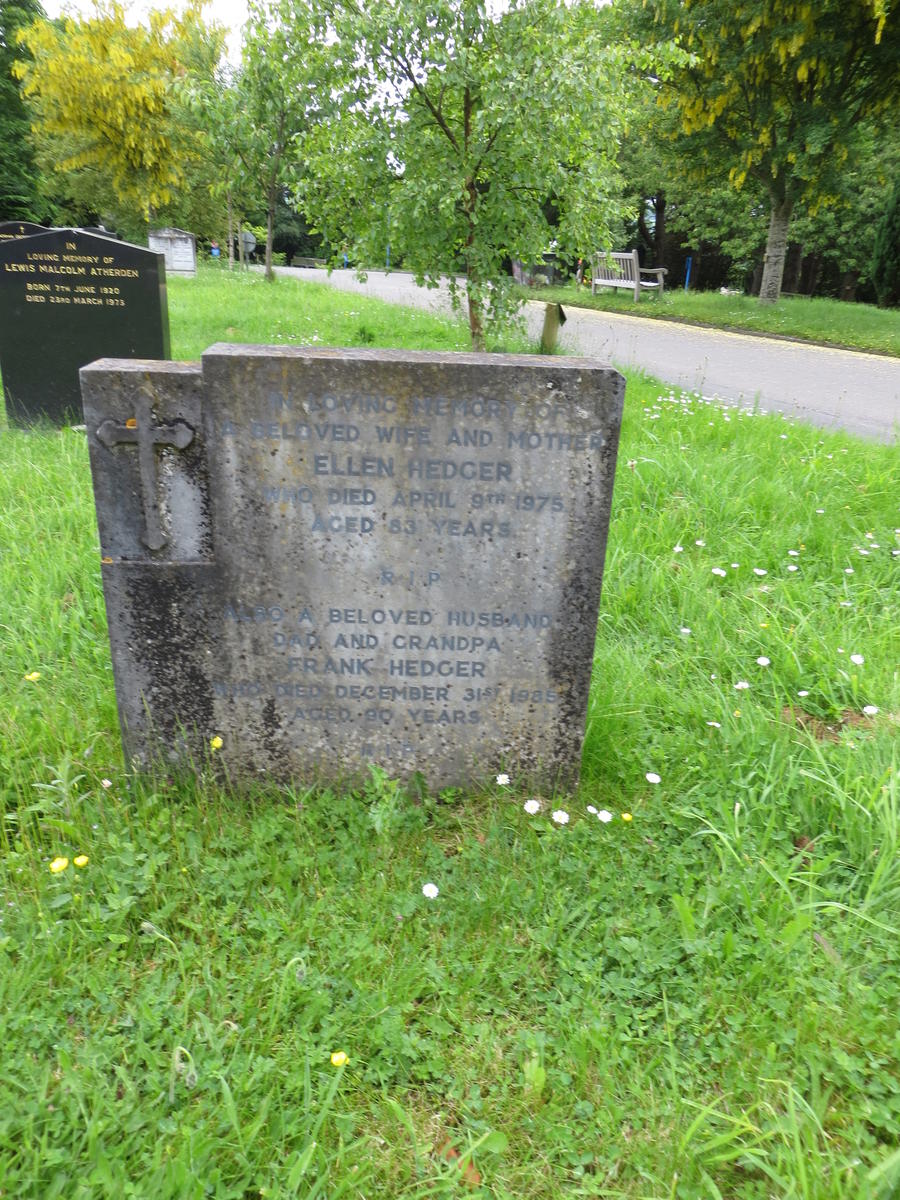 IN
LOVING MEMORY OF
LEWIS MALCOLM ATHERDEN
BORN 7TH JUNE 1920
DIED 23RD MARCH 1973
IN LOVING MEMORY OF
A BELOVED WIFE AND MOTHER
ELLEN HEDGER
WHO DIED APRIL 9TH 1975
AGED 83 YEARS
R.I.P
ALSO A BELOVED HUSBAND
DAD AND GRANDPA
FRANK HEDGER
WHO DIED DECEMBER 31ST 1985
AGED 90 YEARS
R.I.P.